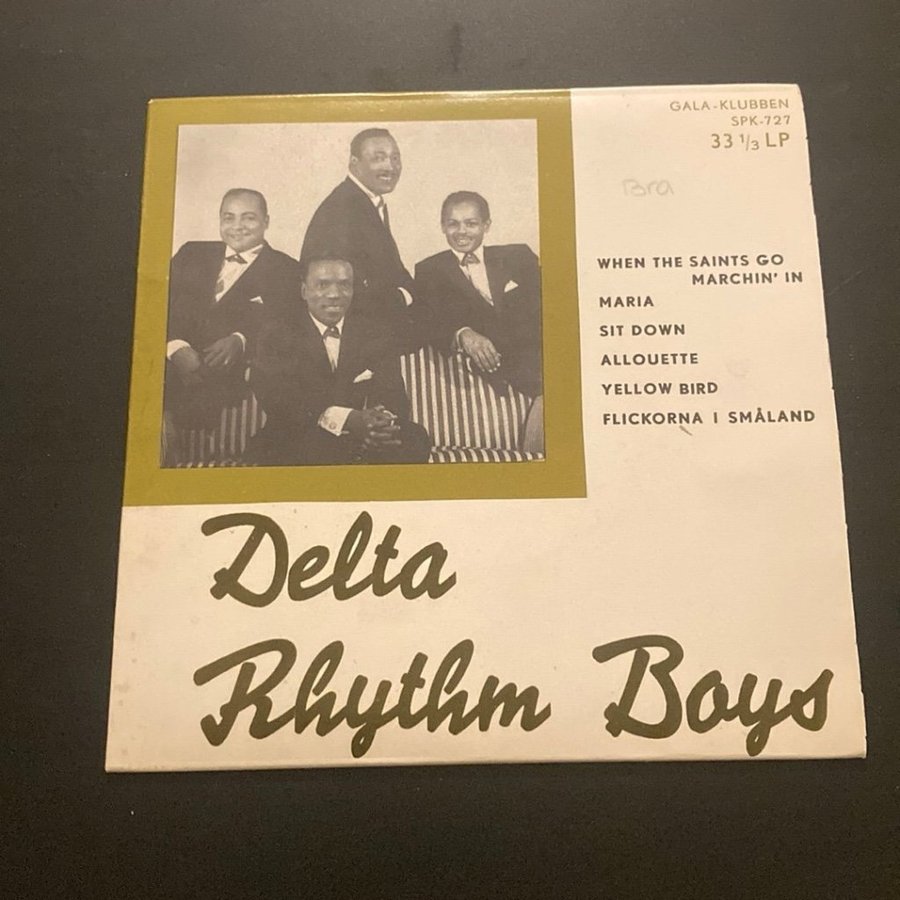 GALA-KLUBBEN
SPK-727
33 1/3 LP
Bra
WHEN THE SAINTS GO
MARCHIN' IN
MARIA
SIT DOWN
ALLOUETTE
YELLOW BIRD
FLICKORNA I SMÅLAND
Delta
Rhythm Boys